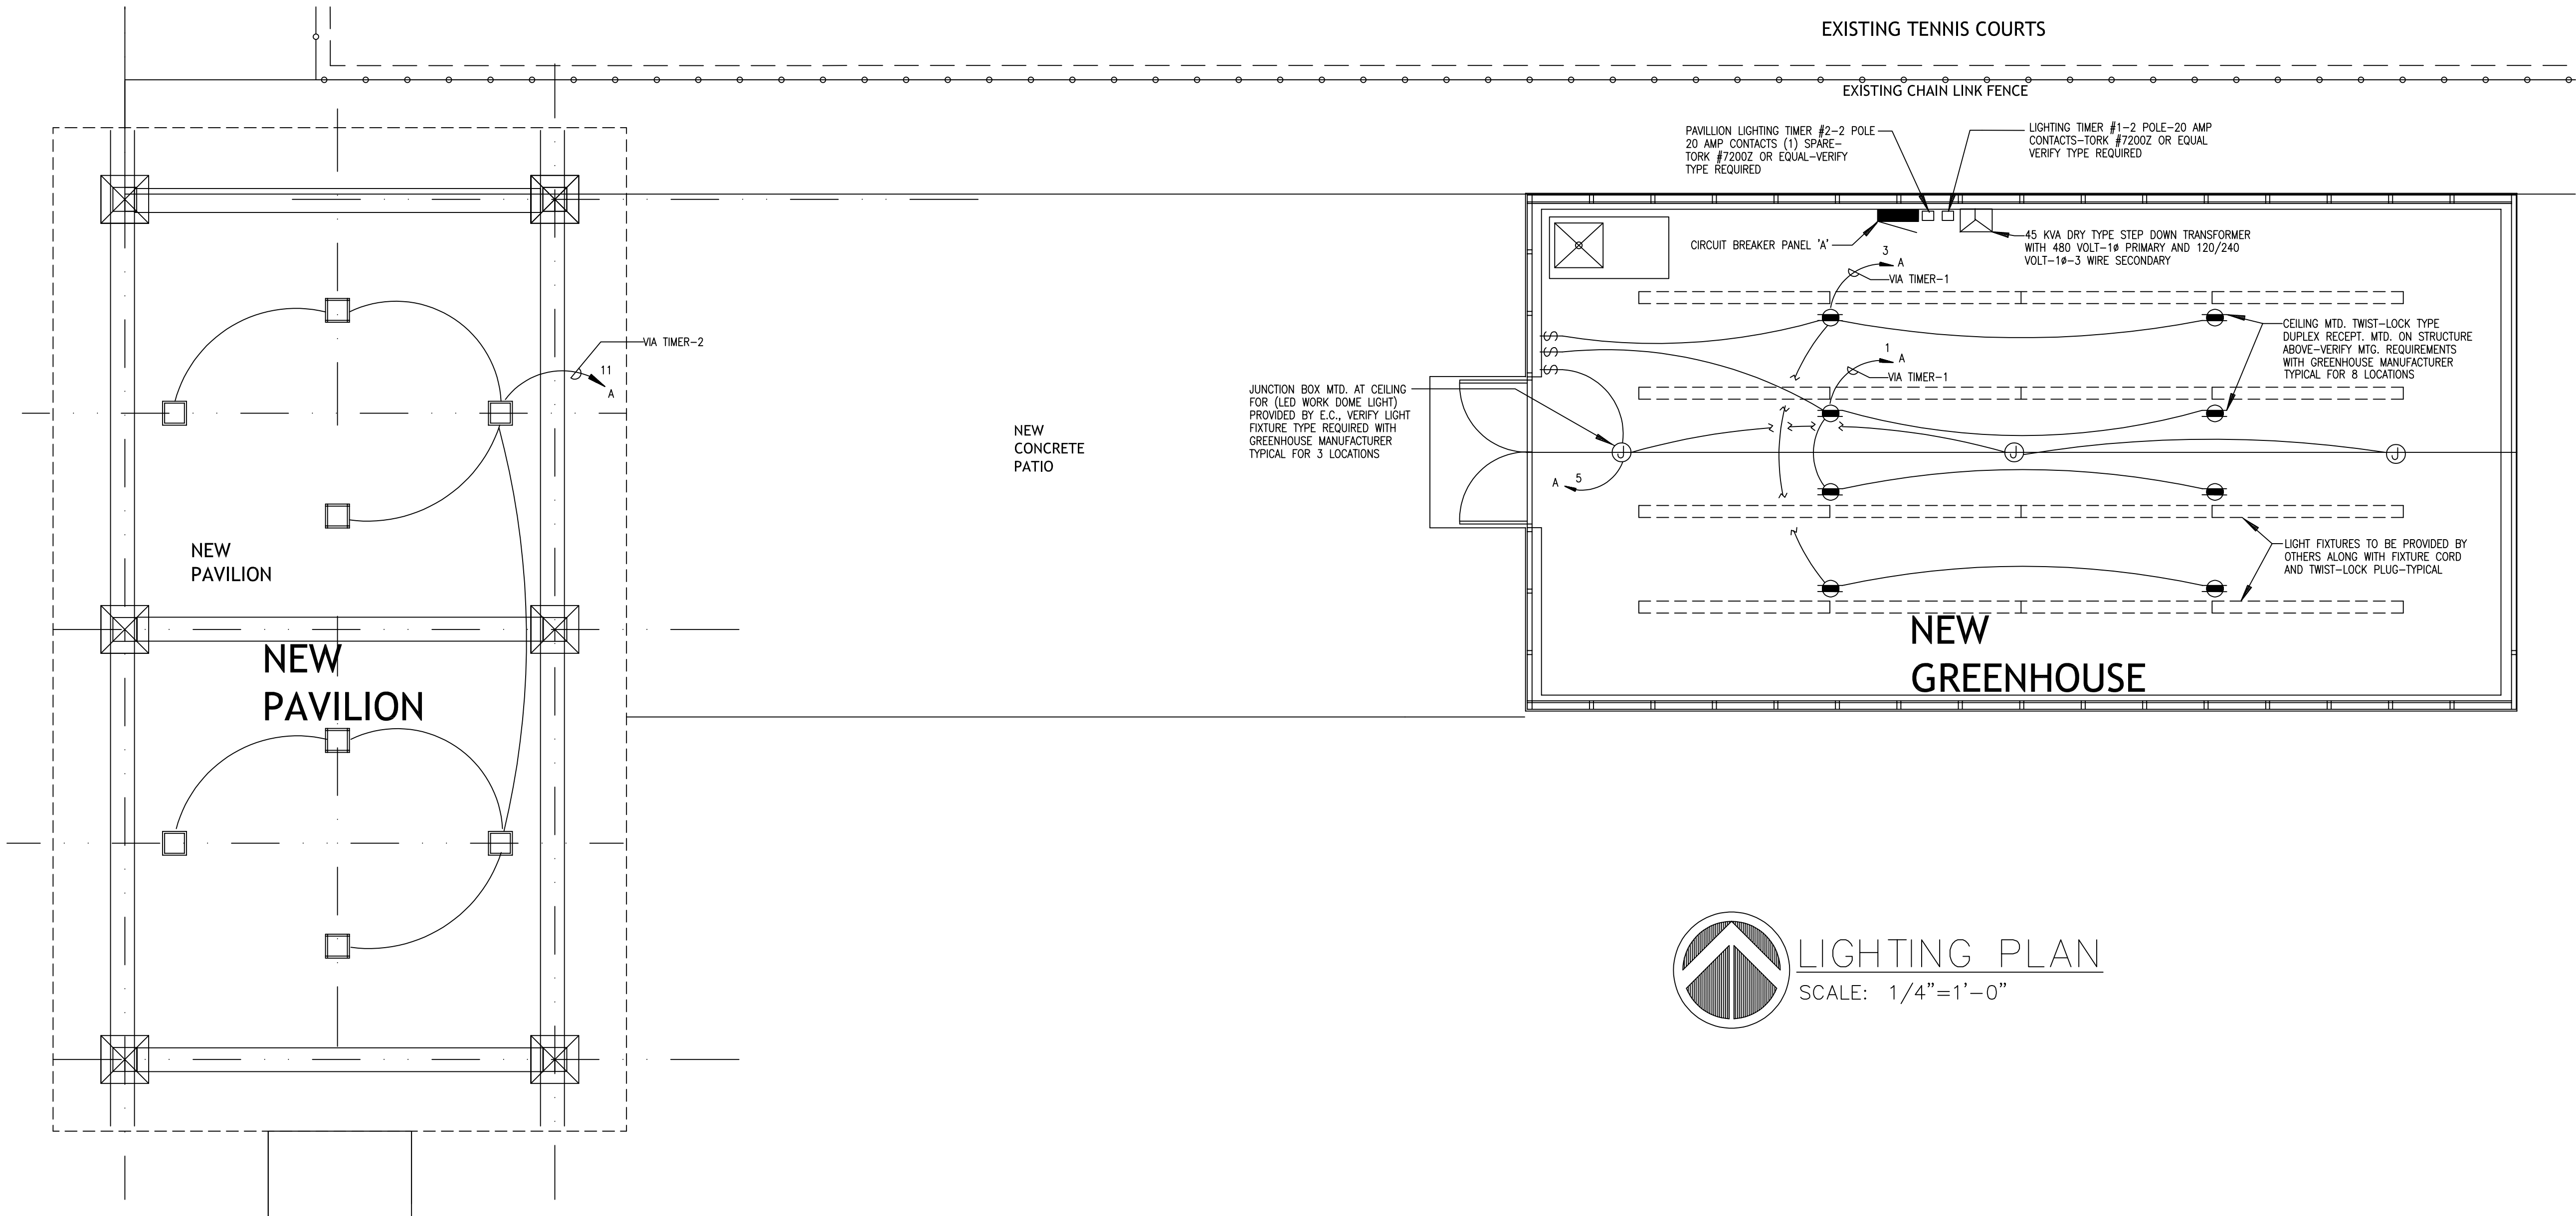 EXISTING TENNIS COURTS
EXISTING CHAIN LINK FENCE
PAVILLION LIGHTING TIMER #2-2 POLE
20 AMP CONTACTS (1) SPARE-
TORK #7200Z OR EQUAL-VERIFY
TYPE REQUIRED
LIGHTING TIMER #1-2 POLE-20 AMP
CONTACTS-TORK #7200Z OR EQUAL
VERIFY TYPE REQUIRED
CIRCUIT BREAKER PANEL 'A'
45 KVA DRY TYPE STEP DOWN TRANSFORMER
WITH 480 VOLT-1ø PRIMARY AND 120/240
VOLT-1ø-3 WIRE SECONDARY
3
A
VIA TIMER-1
CEILING MTD. TWIST-LOCK TYPE
DUPLEX RECEPT. MTD. ON STRUCTURE
ABOVE-VERIFY MTG. REQUIREMENTS
WITH GREENHOUSE MANUFACTURER
TYPICAL FOR 8 LOCATIONS
S
S
S
1
A
VIA TIMER-1
VIA TIMER-2
11
A
JUNCTION BOX MTD. AT CEILING
FOR (LED WORK DOME LIGHT)
PROVIDED BY E.C., VERIFY LIGHT
FIXTURE TYPE REQUIRED WITH
GREENHOUSE MANUFACTURER
TYPICAL FOR 3 LOCATIONS
NEW
CONCRETE
PATIO
J
J
J
A 5
NEW
PAVILION
LIGHT FIXTURES TO BE PROVIDED BY
OTHERS ALONG WITH FIXTURE CORD
AND TWIST-LOCK PLUG-TYPICAL
NEW
GREENHOUSE
NEW
PAVILION
LIGHTING PLAN
SCALE: 1/4"=1'-0"